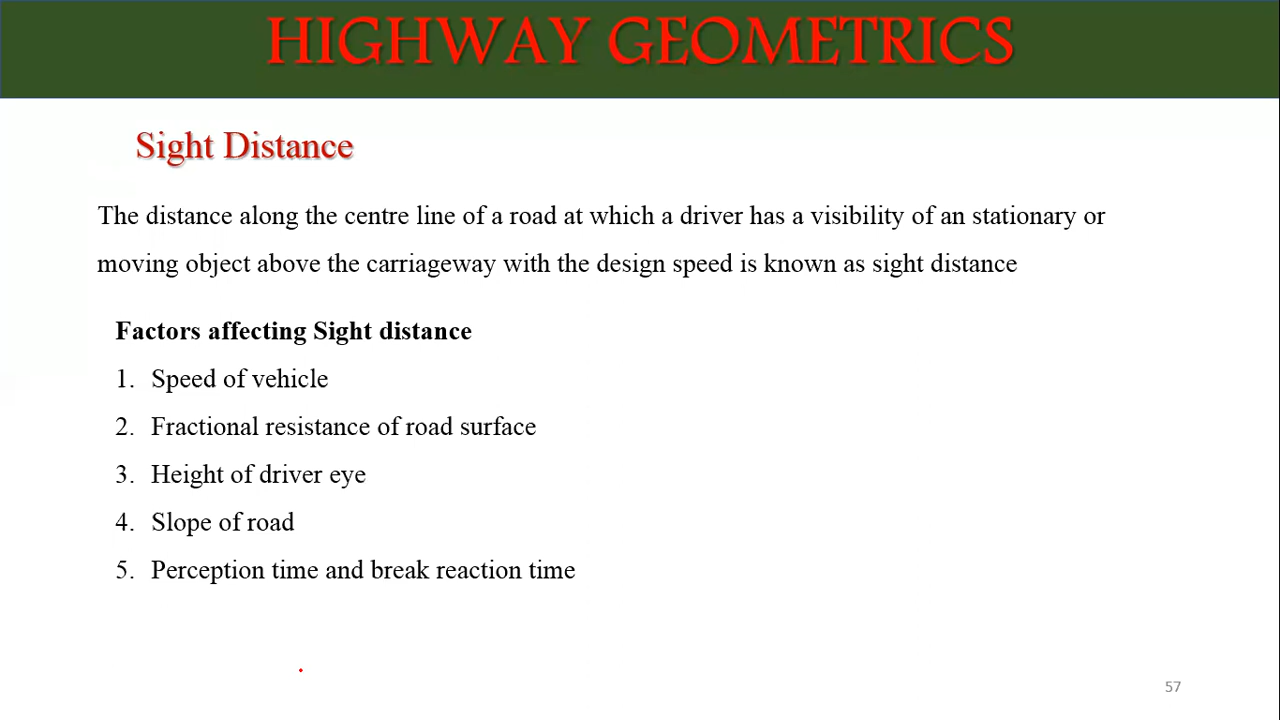 HIGHWAY GEOMETRICS
Sight Distance
The distance along the centre line of a road at which a driver has a visibility of an stationary or
moving object above the carriageway with the design speed is known as sight distance
Factors affecting Sight distance
1. Speed of vehicle
2. Fractional resistance of road surface
3. Height of driver eye
4. Slope of road
5. Perception time and break reaction time
57